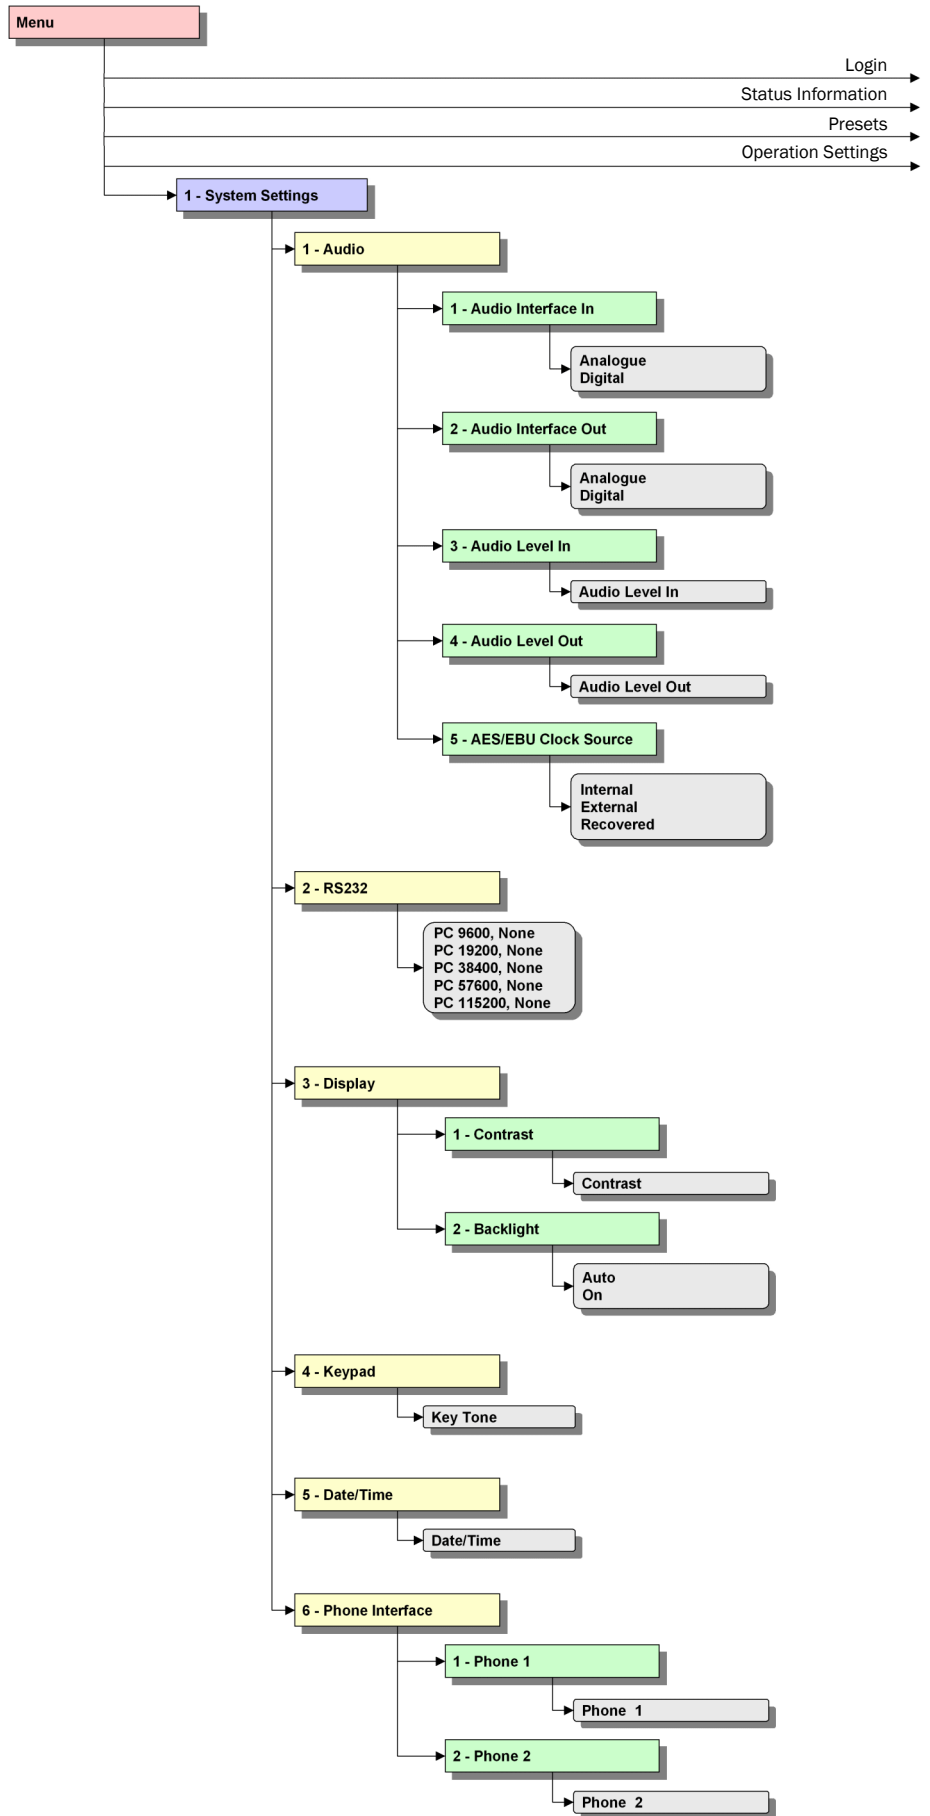 Menu
Login
Status Information
Presets
Operation Settings
1 - System Settings
1 - Audio
1 - Audio Interface In
Analogue
Digital
2 - Audio Interface Out
Analogue
Digital
3 - Audio Level In
Audio Level In
4 - Audio Level Out
Audio Level Out
5 - AES/EBU Clock Source
Internal
External
Recovered
2 - RS232
PC 9600, None
PC 19200, None
PC 38400, None
PC 57600, None
PC 115200, None
3 - Display
1 - Contrast
Contrast
2 - Backlight
Auto
On
4 - Keypad
Key Tone
5 - Date/Time
Date/Time
6 - Phone Interface
1 - Phone 1
Phone 1
2 - Phone 2
Phone 2